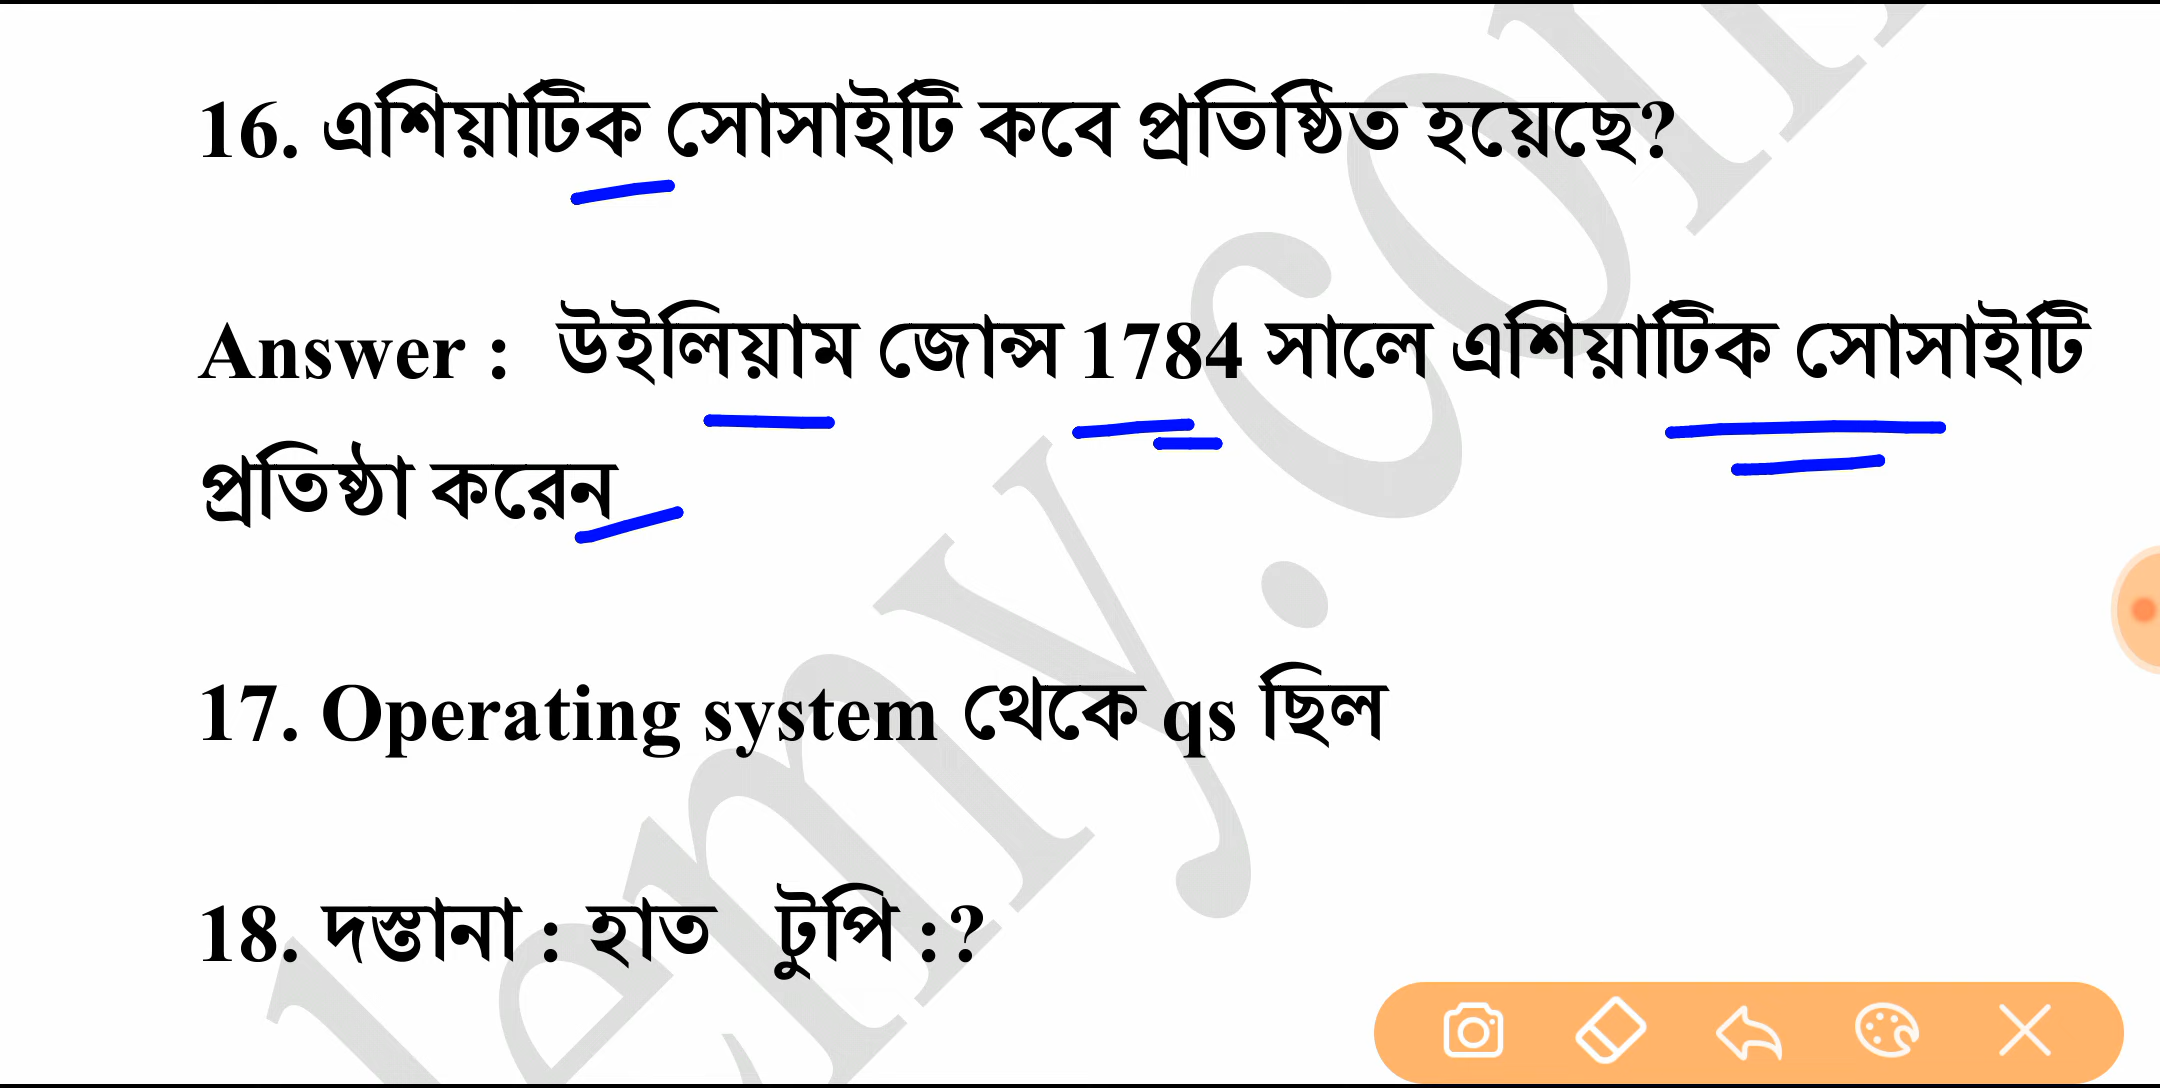 16. এশিয়াটিক সোসাইটি কবে প্রতিষ্ঠিত হয়েছে?
Answer : উইলিয়াম জোন্স 1784 সালে এশিয়াটিক সোসাইটি
প্রতিষ্ঠা করেন
17. Operating system থেকে qs ছিল
18. দস্তানা : হাত টুপি :?